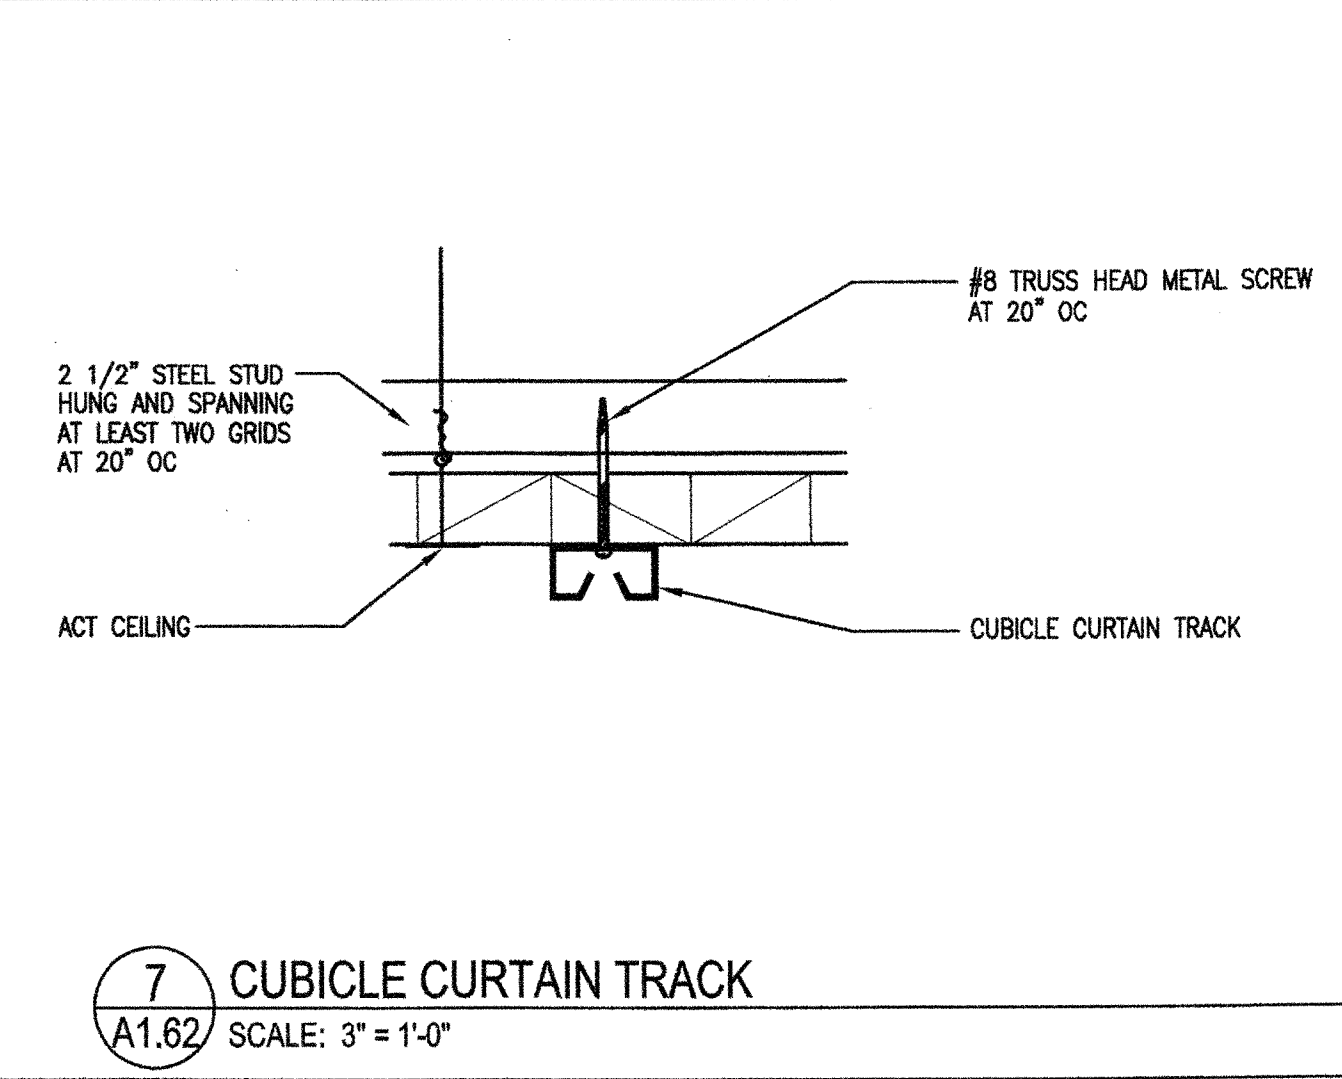 #8 TRUSS HEAD METAL SCREW
AT 20" OC
2 1/2" STEEL STUD
HUNG AND SPANNING
AT LEAST TWO GRIDS
AT 20" OC
ACT CEILING
CUBICLE CURTAIN TRACK
7
CUBICLE CURTAIN TRACK
A1.62
SCALE: 3" = 1'-0"